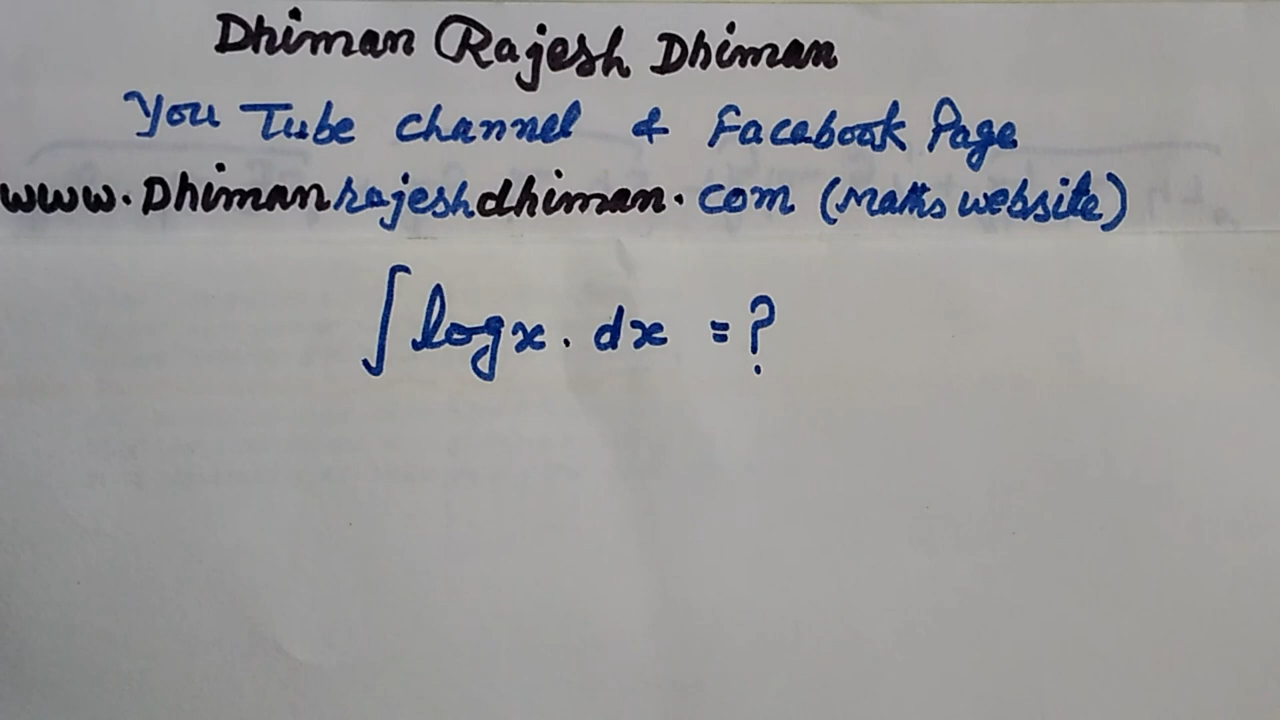 Dhiman Rajesh Dhiman
You Tube channel & Facebook Page
www.Dhimanrajeshdhiman.com (Maths website)
∫ log x . dx = ?